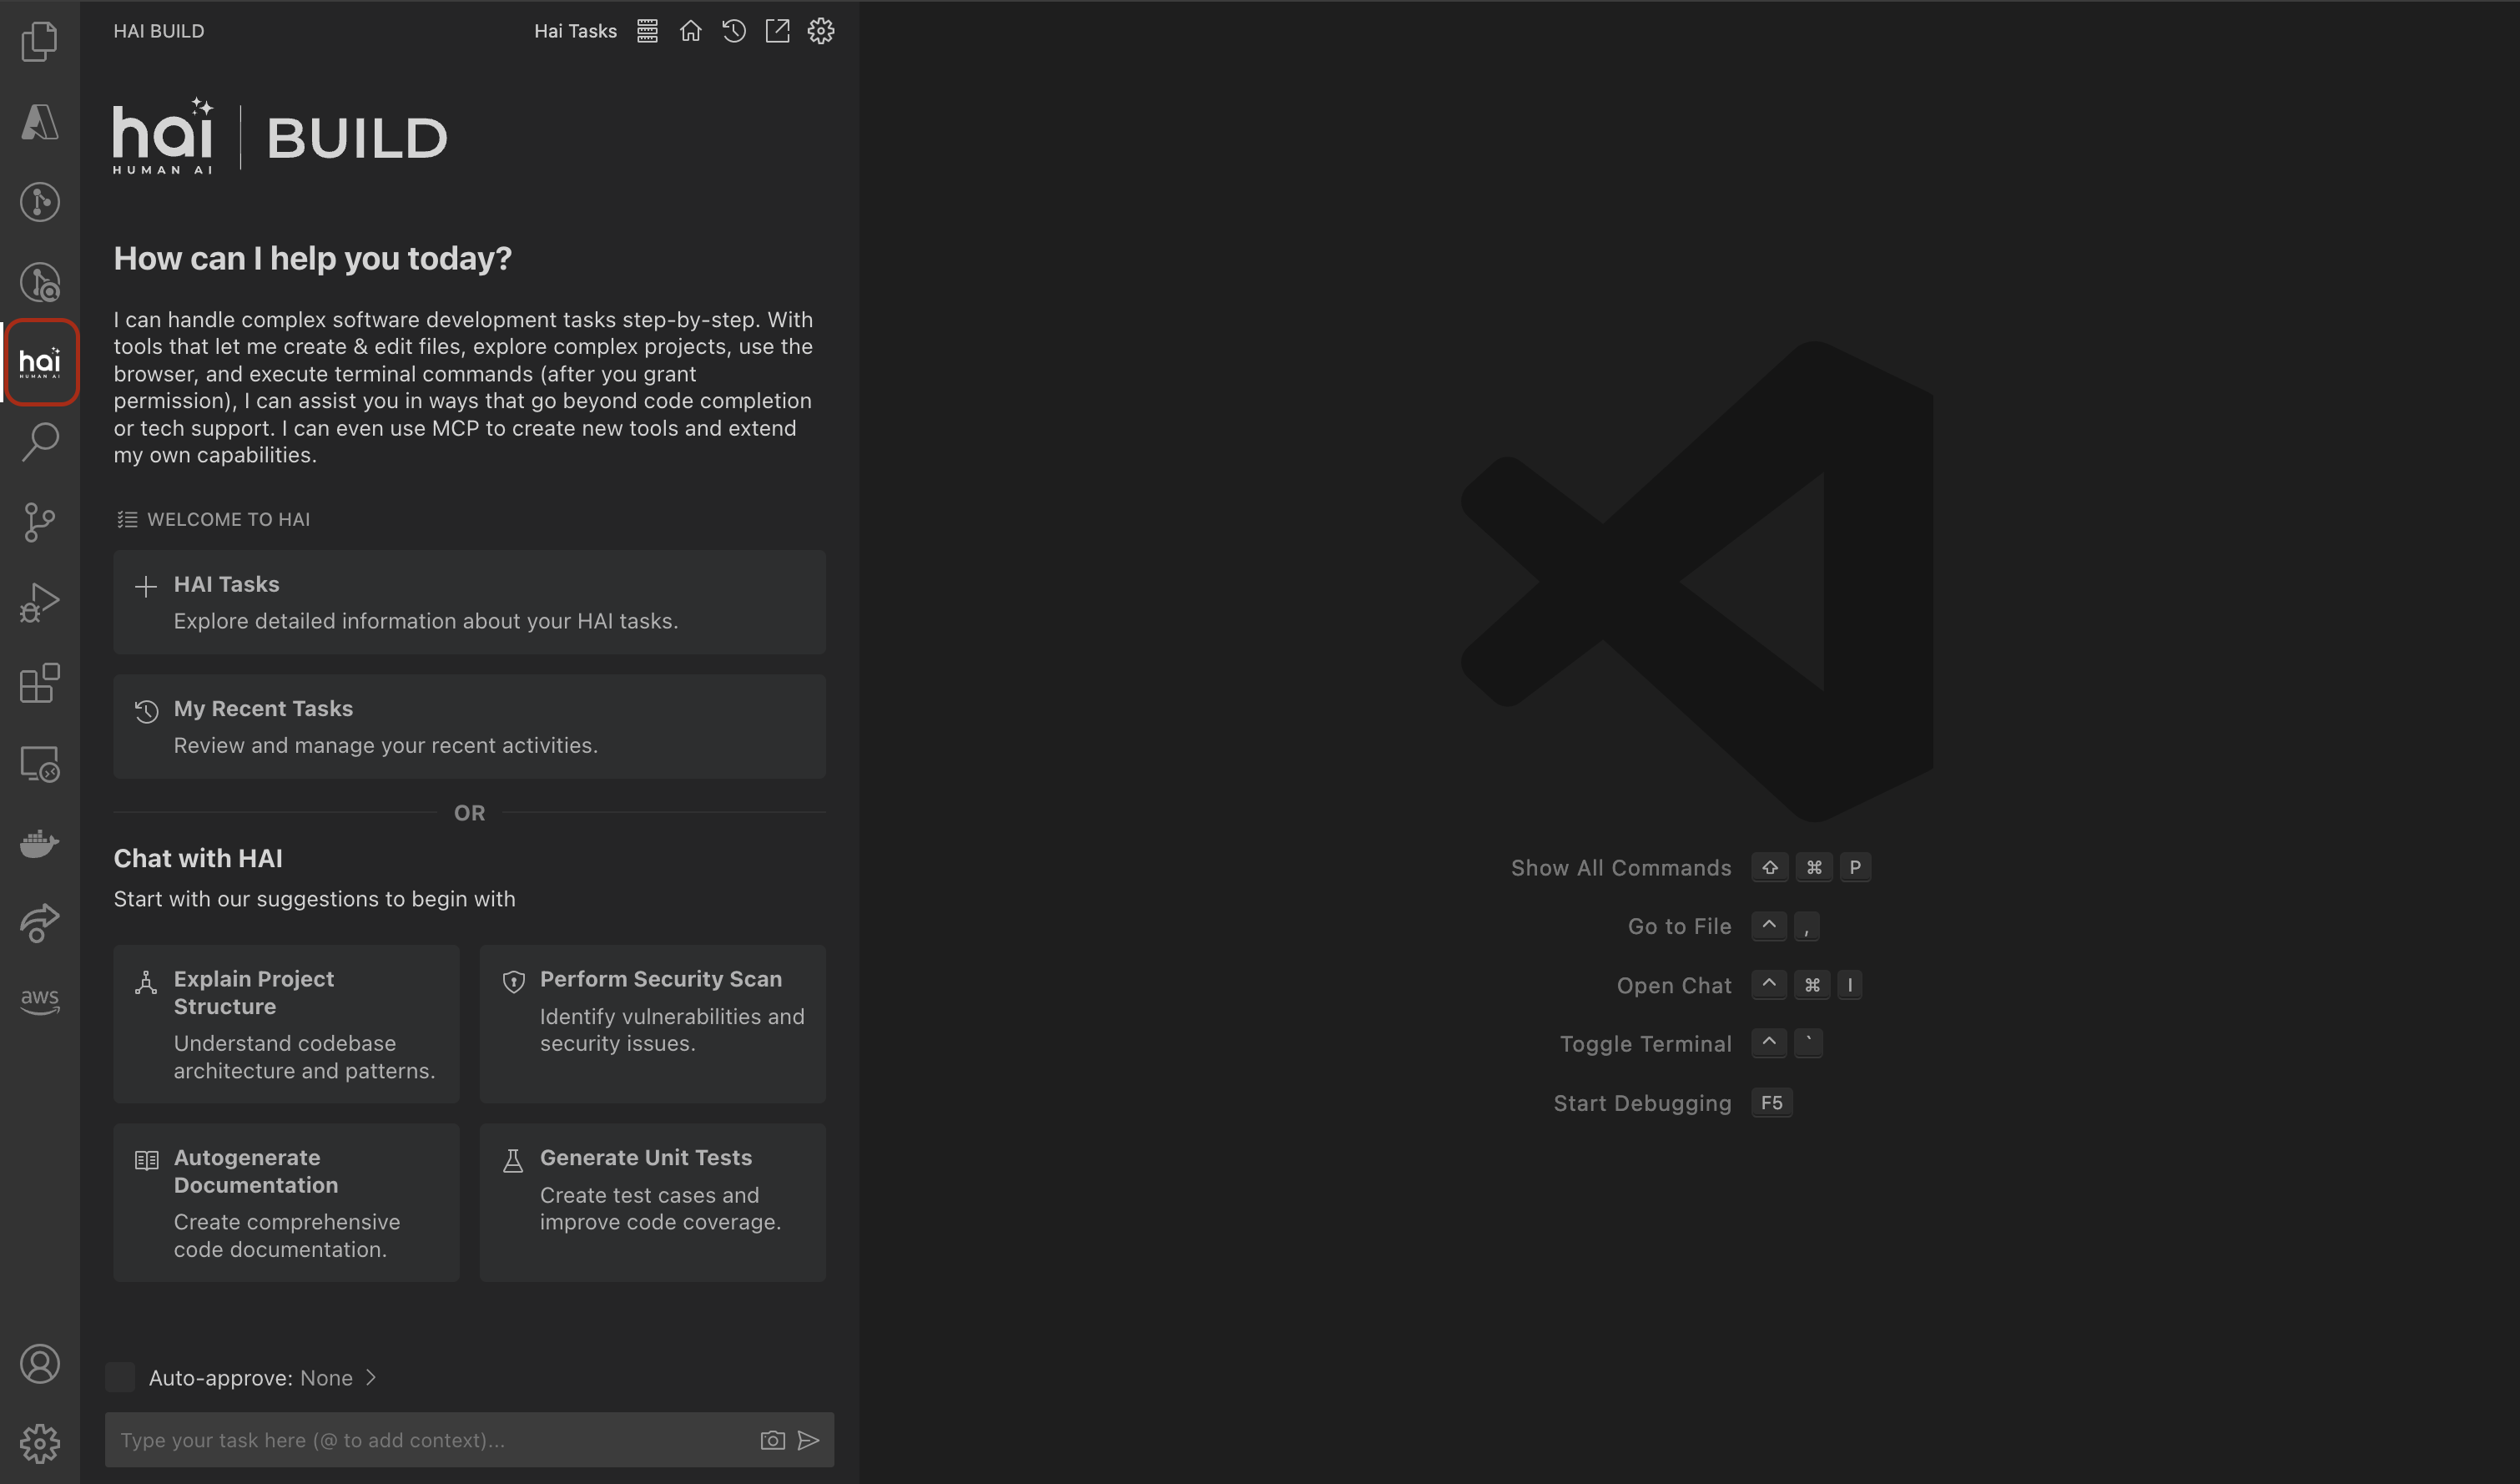 HAI BUILD
Hai Tasks
hai
HUMAN AI
BUILD
How can I help you today?
I can handle complex software development tasks step-by-step. With
tools that let me create & edit files, explore complex projects, use the
browser, and execute terminal commands (after you grant
permission), I can assist you in ways that go beyond code completion
or tech support. I can even use MCP to create new tools and extend
my own capabilities.
hai
HUMAN AI
WELCOME TO HAI
HAI Tasks
Explore detailed information about your HAI tasks.
My Recent Tasks
Review and manage your recent activities.
OR
Chat with HAI
Start with our suggestions to begin with
Explain Project
Structure
Understand codebase
architecture and patterns.
Perform Security Scan
Identify vulnerabilities and
security issues.
aws
Autogenerate
Documentation
Create comprehensive
code documentation.
Generate Unit Tests
Create test cases and
improve code coverage.
Auto-approve: None
Type your task here (@ to add context)...
Show All Commands ⇧ ⌘ P
Go to File ^ ,
Open Chat ^ ⌘ I
Toggle Terminal ^ `
Start Debugging F5